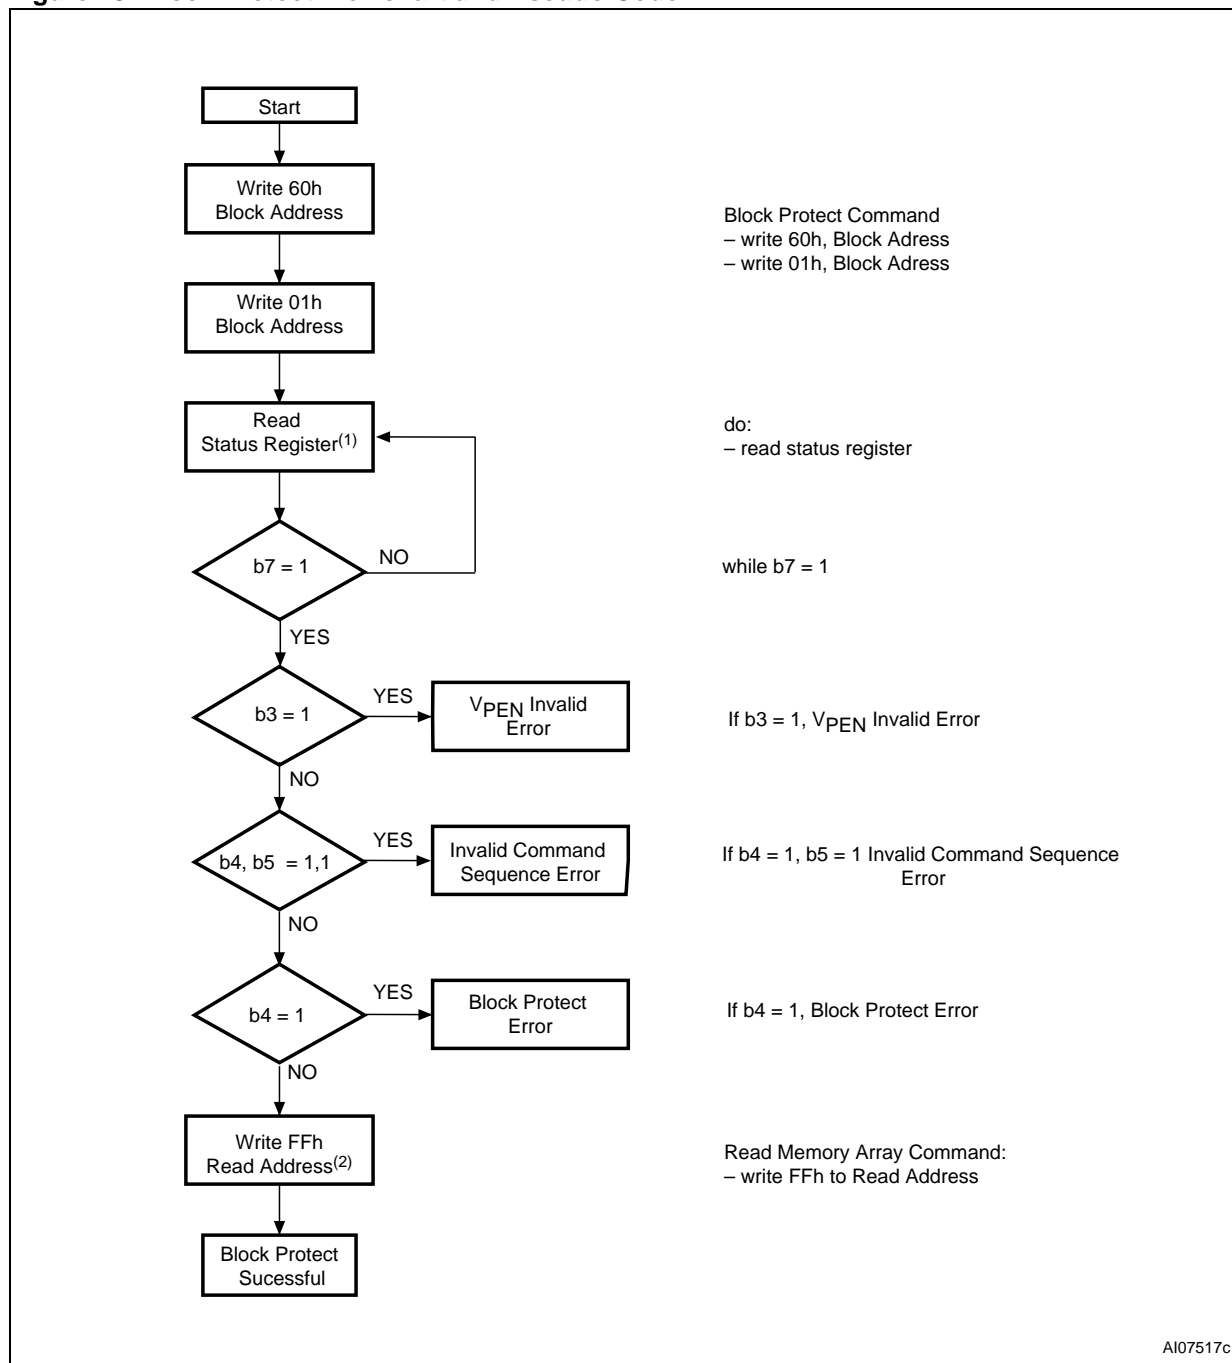 Start
Write 60h
Block Address
Block Protect Command
– write 60h, Block Adress
– write 01h, Block Adress
Write 01h
Block Address
Read
Status Register(1)
do:
– read status register
b7 = 1
NO
while b7 = 1
YES
b3 = 1
YES
VPEN Invalid
Error
If b3 = 1, VPEN Invalid Error
NO
b4, b5 = 1,1
YES
Invalid Command
Sequence Error
If b4 = 1, b5 = 1 Invalid Command Sequence
Error
NO
b4 = 1
YES
Block Protect
Error
If b4 = 1, Block Protect Error
NO
Write FFh
Read Address(2)
Read Memory Array Command:
– write FFh to Read Address
Block Protect
Sucessful
AI07517c